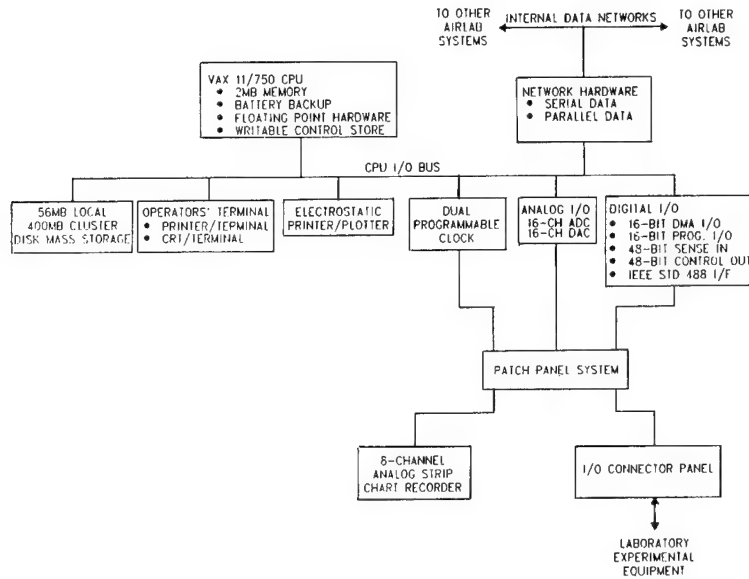 TO OTHER
AIRLAB
SYSTEMS
INTERNAL DATA NETWORKS
TO OTHER
AIRLAB
SYSTEMS
VAX 11/750 CPU
● 2MB MEMORY
● BATTERY BACKUP
● FLOATING POINT HARDWARE
● WRITABLE CONTROL STORE
NETWORK HARDWARE
● SERIAL DATA
● PARALLEL DATA
CPU I/O BUS
56MB LOCAL
400MB CLUSTER
DISK MASS STORAGE
OPERATORS' TERMINAL
● PRINTER/TEPMINAL
● CRT/TERMINAL
ELECTROSTATIC
PRINTER/PLOTTER
DUAL
PROGRAMMABLE
CLOCK
ANALOG I/O
16-CH ADC
16-CH DAC
DIGITAL I/O
● 16-BIT DMA I/O
● 16-BIT PROG. I/O
● 48-BIT SENSE IN
● 48-BIT CONTROL OUT
● IEEE STD 488 I/F
PATCH PANEL SYSTEM
8-CHANNEL
ANALOG STRIP
CHART RECORDER
I/O CONNECTOR PANEL
LABORATORY
EXPERIMENTAL
EQUIPMENT